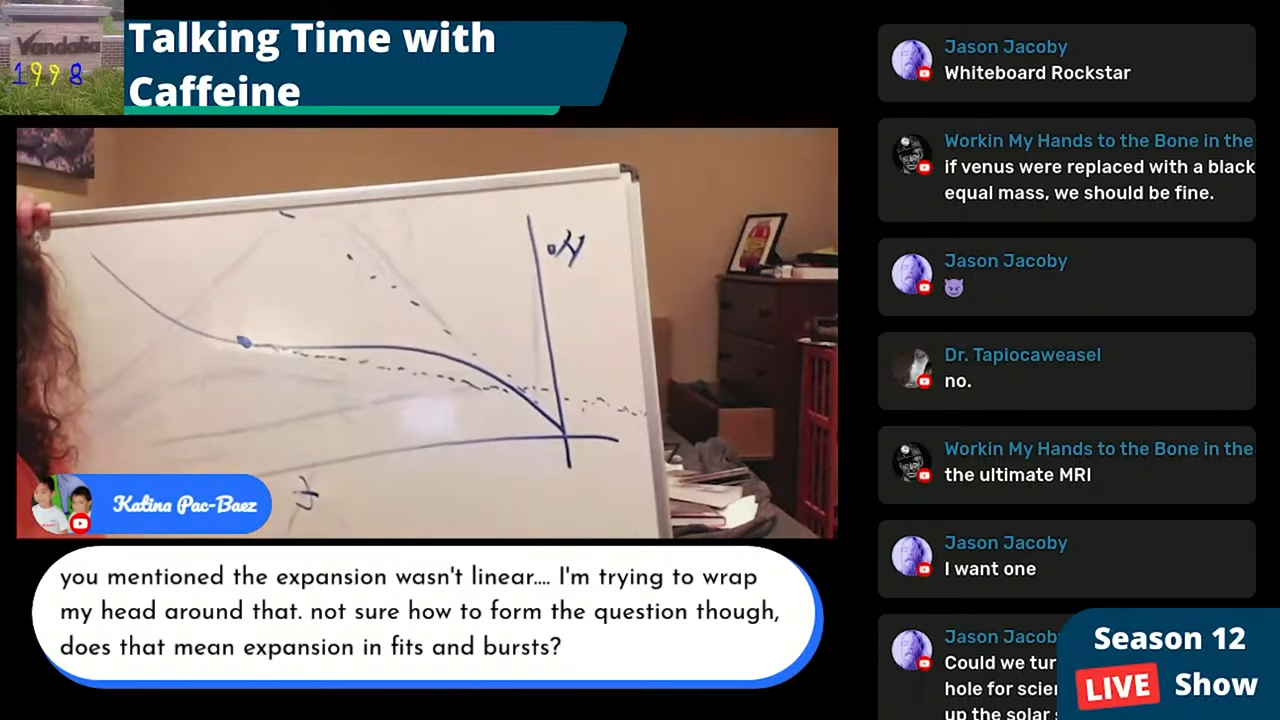 Vandalia
1998
Talking Time with
Caffeine
Katina Pac-Baez
you mentioned the expansion wasn't linear.... I'm trying to wrap
my head around that. not sure how to form the question though,
does that mean expansion in fits and bursts?
Jason Jacoby
Whiteboard Rockstar
Workin My Hands to the Bone in the
if venus were replaced with a black
equal mass, we should be fine.
Jason Jacoby
😈
Dr. Tapiocaweasel
no.
Workin My Hands to the Bone in the
the ultimate MRI
Jason Jacoby
I want one
Jason Jacoby
Could we tur
hole for scien
up the solar s
Season 12
LIVE Show